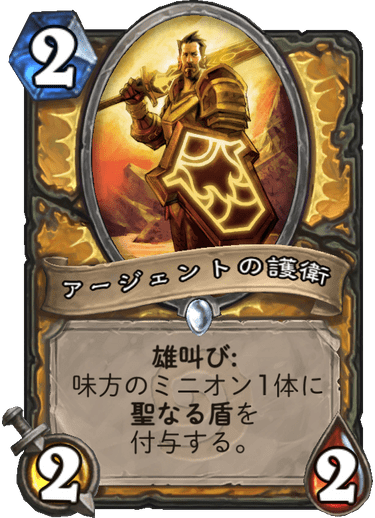 2
アージェントの護衛
雄叫び:
味方のミニオン1体に
聖なる盾を
付与する。
2
2